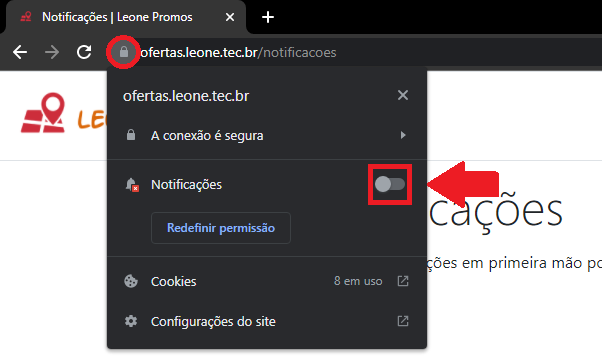 Notificações | Leone Promos
ofertas.leone.tec.br/notificacoes
ofertas.leone.tec.br
A conexão é segura
Notificações
Redefinir permissão
Cookies 8 em uso
Configurações do site
LE
cações
ções em primeira mão po